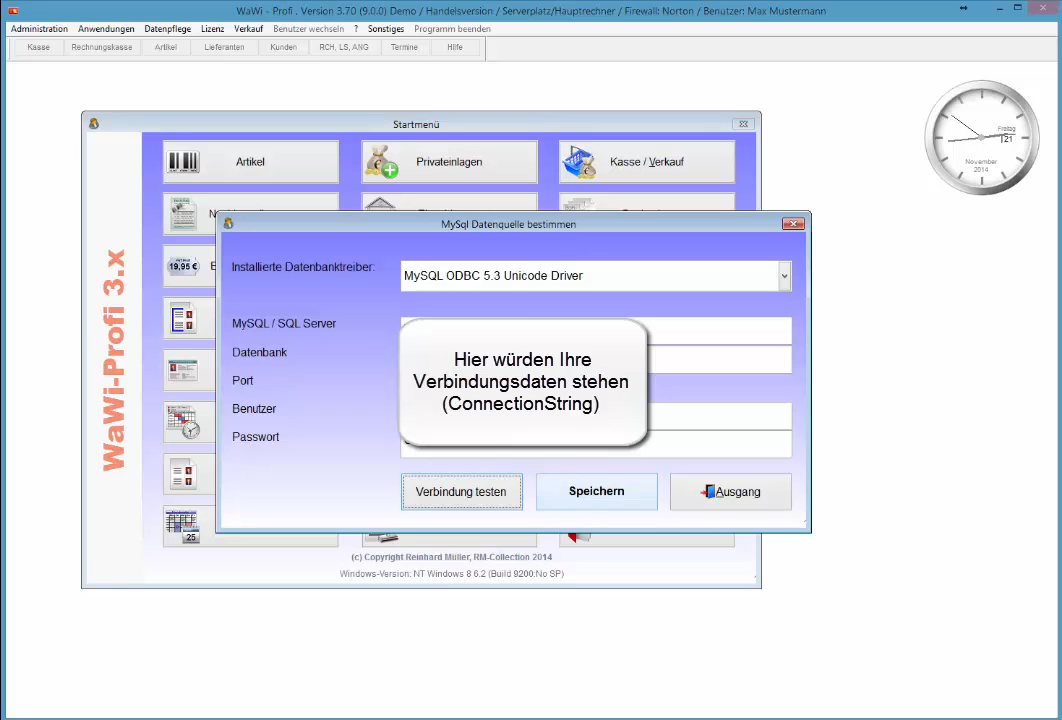 WaWi - Profi , Version 3.70 (9.0.0) Demo / Handelsversion / Serverplatz/Hauptrechner / Firewall: Norton / Benutzer: Max Mustermann
Administration Anwendungen Datenpflege Lizenz Verkauf Benutzer wechseln ? Sonstiges Programm beenden
Kasse Rechnungskasse Artikel Lieferanten Kunden RCH, LS, ANG Termine Hilfe
Freitag
21
November
2014
Startmenü
Artikel Privateinlagen Kasse / Verkauf
19,95 €
WaWi-Profi 3.x
MySql Datenquelle bestimmen
Installierte Datenbanktreiber: MySQL ODBC 5.3 Unicode Driver
MySQL / SQL Server
Datenbank
Port
Benutzer
Passwort
Hier würden Ihre
Verbindungsdaten stehen
(ConnectionString)
Verbindung testen Speichern Ausgang
25
(c) Copyright Reinhard Müller, RM-Collection 2014
Windows-Version: NT Windows 8 6.2 (Build 9200:No SP)